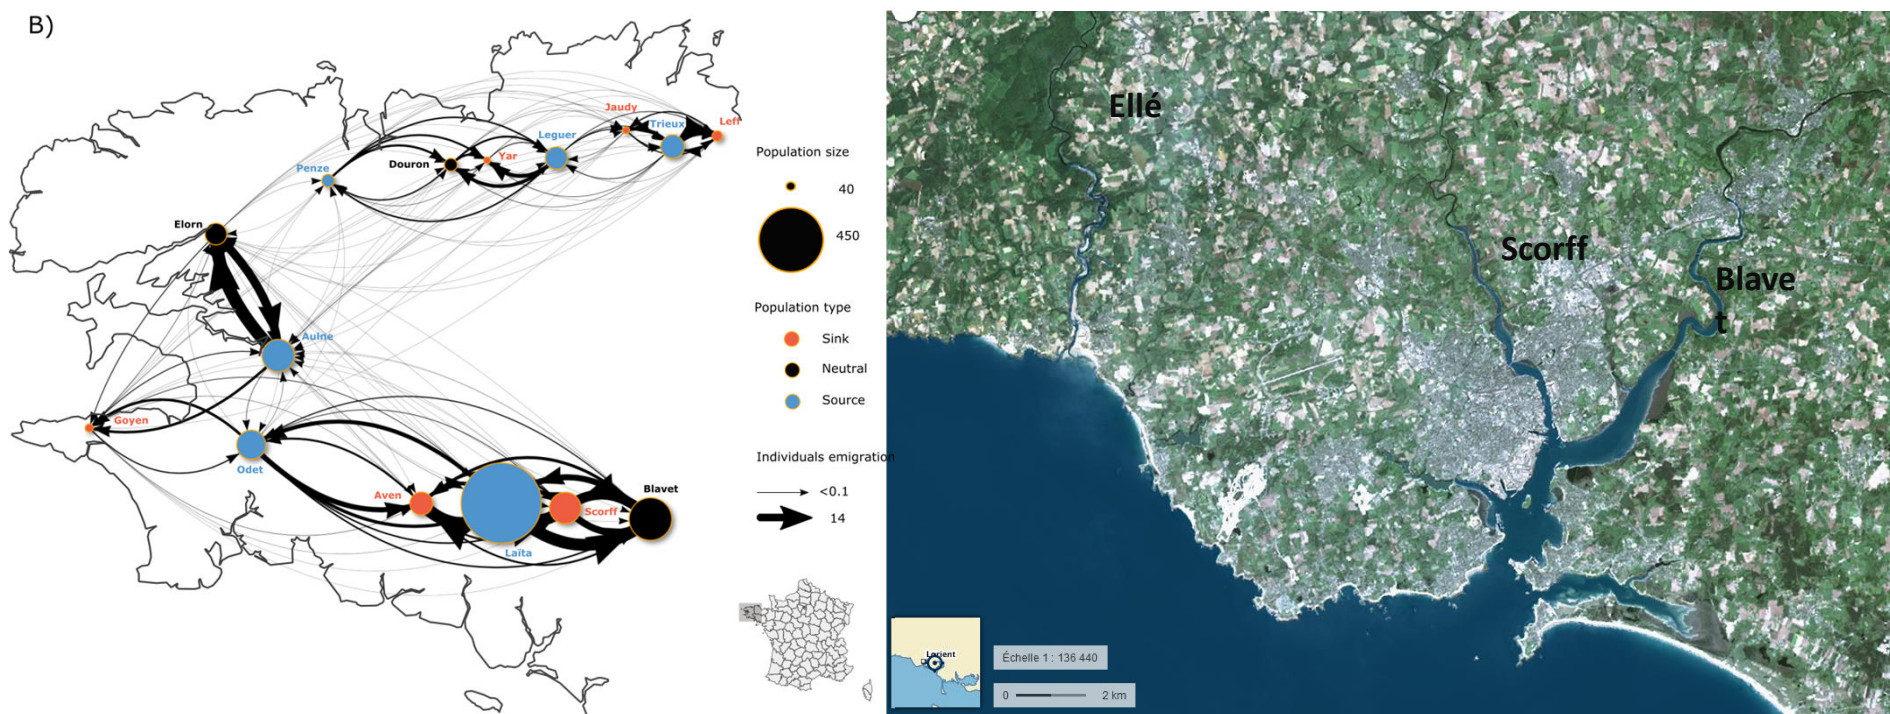 B)
Jaudy
Trieux
Leff
Leguer
Yar
Douron
Penze
Elorn
Aulne
Goyen
Odet
Aven
Laïta
Scorff
Blavet
Population size
40
450
Population type
Sink
Neutral
Source
Individuals emigration
<0.1
14
Ellé
Scorff
Blave
t
Lorient
Échelle 1 : 136 440
0 2 km